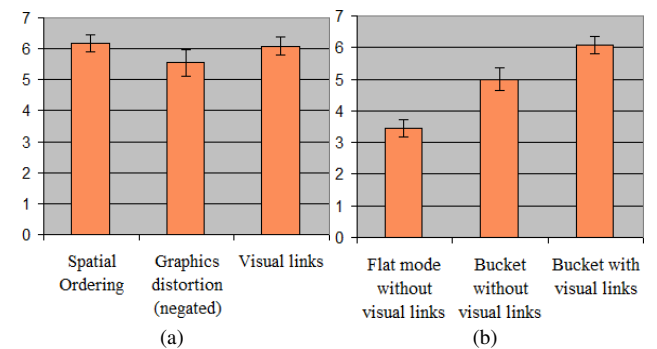 7
6
5
4
3
2
1
0
Spatial Ordering
Graphics distortion (negated)
Visual links
(a)
7
6
5
4
3
2
1
0
Flat mode without visual links
Bucket without visual links
Bucket with visual links
(b)